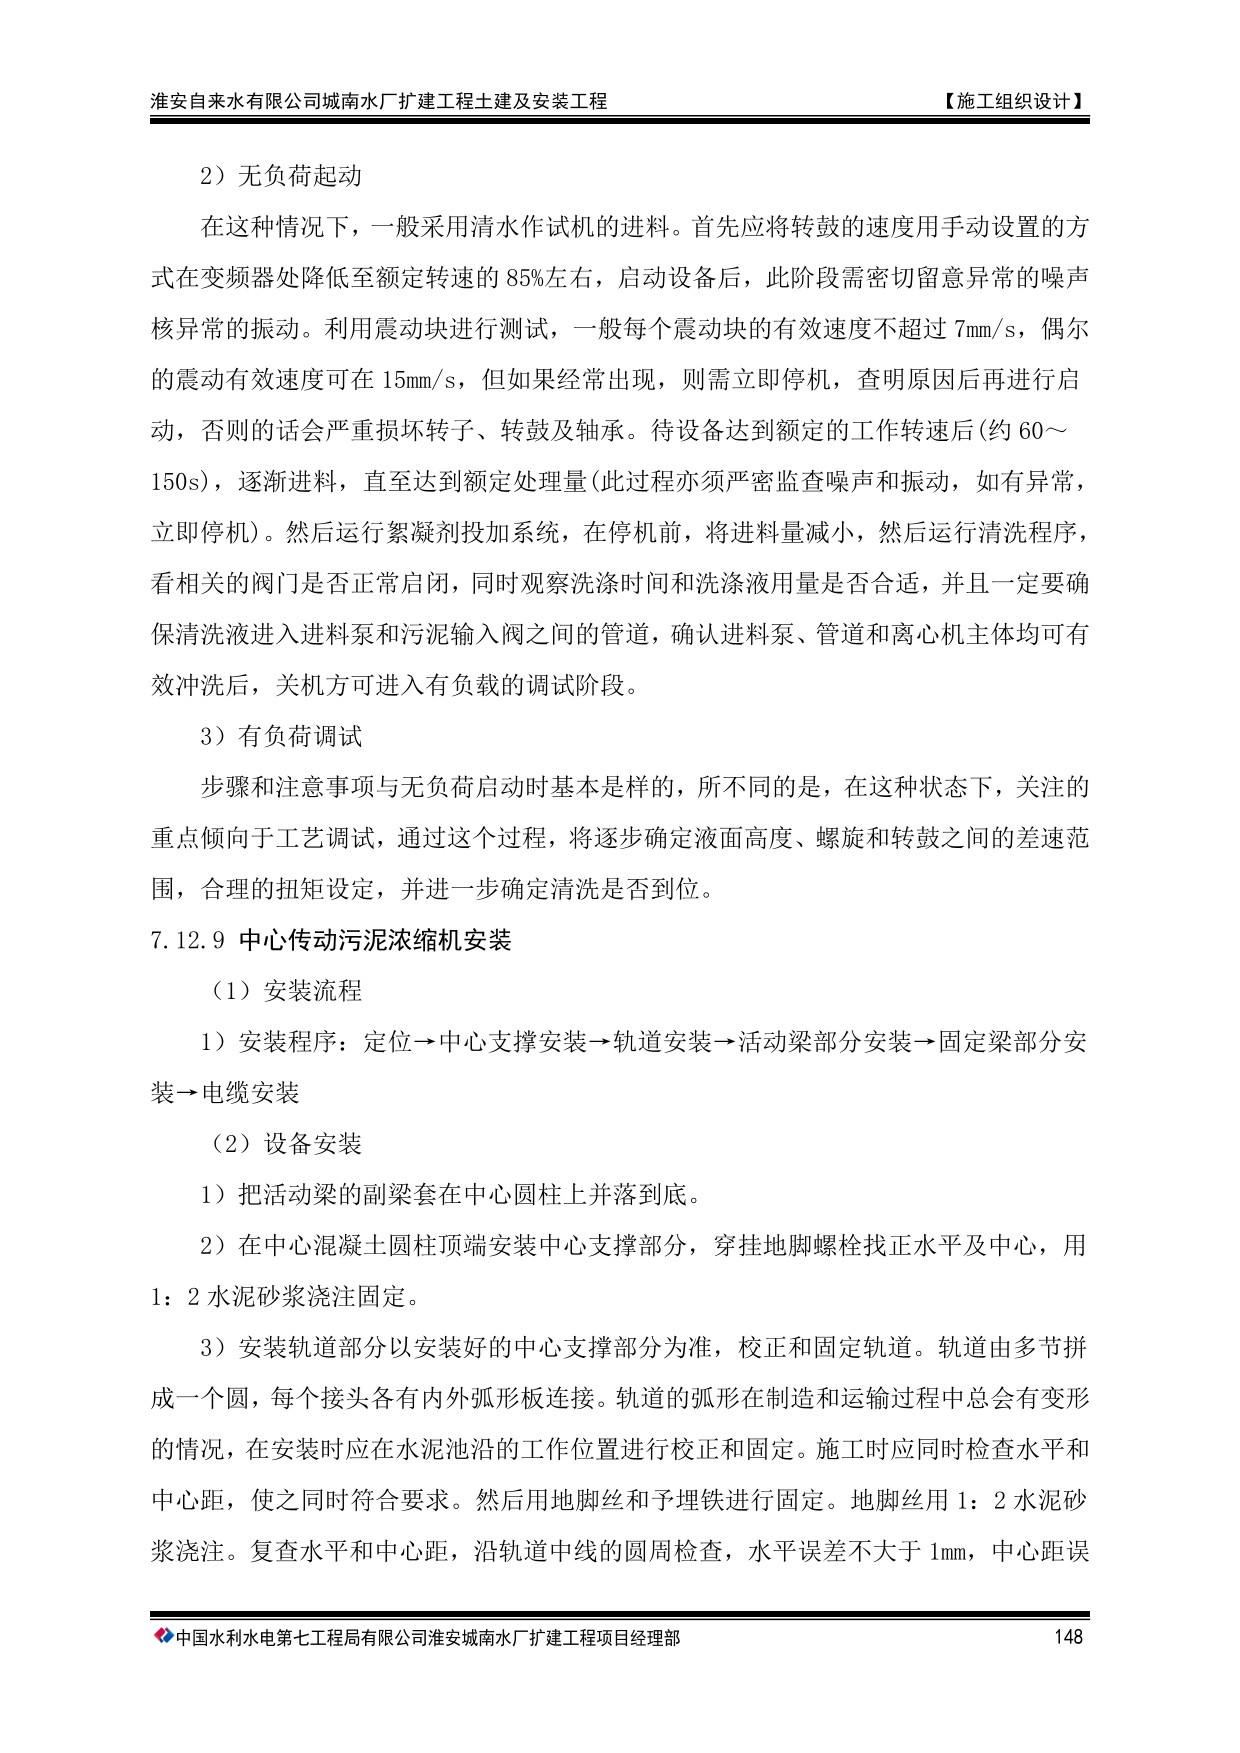 淮安自来水有限公司城南水厂扩建工程土建及安装工程 【施工组织设计】
2）无负荷起动
在这种情况下，一般采用清水作试机的进料。首先应将转鼓的速度用手动设置的方
式在变频器处降低至额定转速的 85%左右，启动设备后，此阶段需密切留意异常的噪声
核异常的振动。利用震动块进行测试，一般每个震动块的有效速度不超过 7mm/s，偶尔
的震动有效速度可在 15mm/s，但如果经常出现，则需立即停机，查明原因后再进行启
动，否则的话会严重损坏转子、转鼓及轴承。待设备达到额定的工作转速后(约 60～
150s)，逐渐进料，直至达到额定处理量(此过程亦须严密监查噪声和振动，如有异常，
立即停机)。然后运行絮凝剂投加系统，在停机前，将进料量减小，然后运行清洗程序，
看相关的阀门是否正常启闭，同时观察洗涤时间和洗涤液用量是否合适，并且一定要确
保清洗液进入进料泵和污泥输入阀之间的管道，确认进料泵、管道和离心机主体均可有
效冲洗后，关机方可进入有负载的调试阶段。
3）有负荷调试
步骤和注意事项与无负荷启动时基本是样的，所不同的是，在这种状态下，关注的
重点倾向于工艺调试，通过这个过程，将逐步确定液面高度、螺旋和转鼓之间的差速范
围，合理的扭矩设定，并进一步确定清洗是否到位。
7.12.9 中心传动污泥浓缩机安装
（1）安装流程
1）安装程序：定位→中心支撑安装→轨道安装→活动梁部分安装→固定梁部分安
装→电缆安装
（2）设备安装
1）把活动梁的副梁套在中心圆柱上并落到底。
2）在中心混凝土圆柱顶端安装中心支撑部分，穿挂地脚螺栓找正水平及中心，用
1：2 水泥砂浆浇注固定。
3）安装轨道部分以安装好的中心支撑部分为准，校正和固定轨道。轨道由多节拼
成一个圆，每个接头各有内外弧形板连接。轨道的弧形在制造和运输过程中总会有变形
的情况，在安装时应在水泥池沿的工作位置进行校正和固定。施工时应同时检查水平和
中心距，使之同时符合要求。然后用地脚丝和予埋铁进行固定。地脚丝用 1：2 水泥砂
浆浇注。复查水平和中心距，沿轨道中线的圆周检查，水平误差不大于 1mm，中心距误
中国水利水电第七工程局有限公司淮安城南水厂扩建工程项目经理部 148